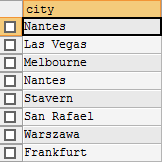 city
Nantes
Las Vegas
Melbourne
Nantes
Stavern
San Rafael
Warszawa
Frankfurt